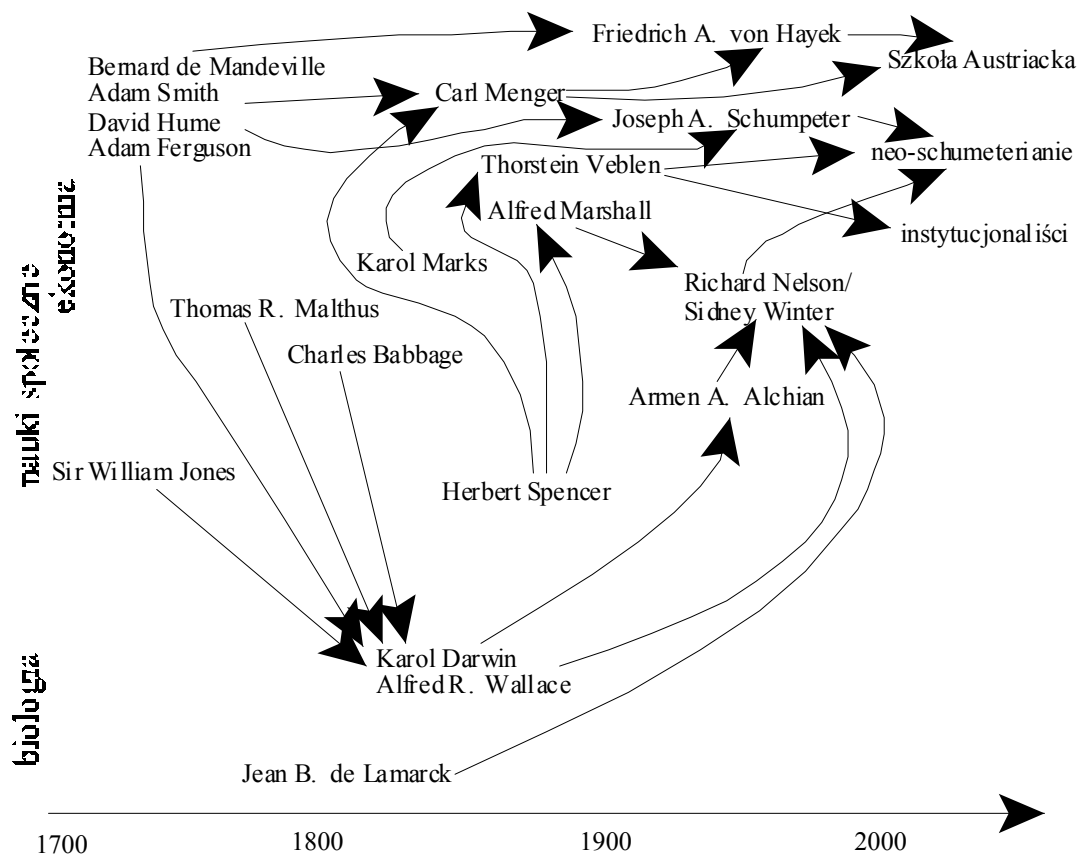 Friedrich A. von Hayek
Szkoła Austriacka
Bernard de Mandeville
Adam Smith
David Hume
Adam Ferguson
Carl Menger
Joseph A. Schumpeter
neo-schumeterianie
Thorstein Veblen
Alfred Marshall
instytucjonaliści
Karol Marks
Richard Nelson/
Sidney Winter
Thomas R. Malthus
Charles Babbage
Armen A. Alchian
Sir William Jones
Herbert Spencer
Karol Darwin
Alfred R. Wallace
Jean B. de Lamarck
ekonomia
nauki społeczne
biologia
1700 1800 1900 2000